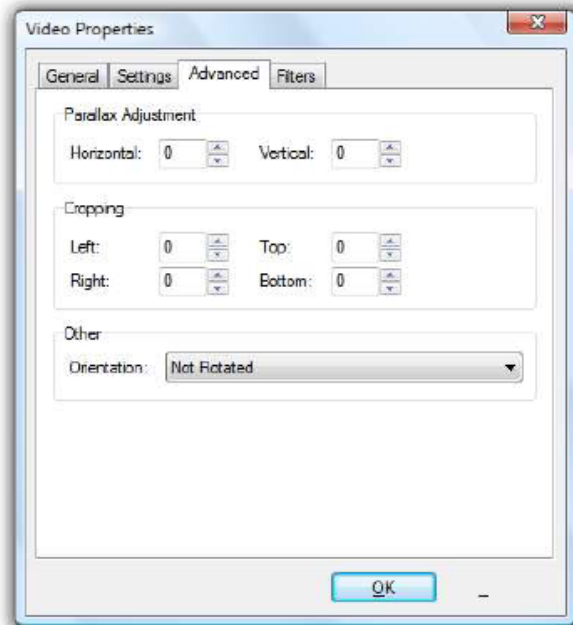 Video Properties
General Settings Advanced Filters
Parallax Adjustment
Horizontal: 0 Vertical: 0
Cropping
Left: 0 Top: 0
Right: 0 Bottom: 0
Other
Orientation: Not Rotated
OK